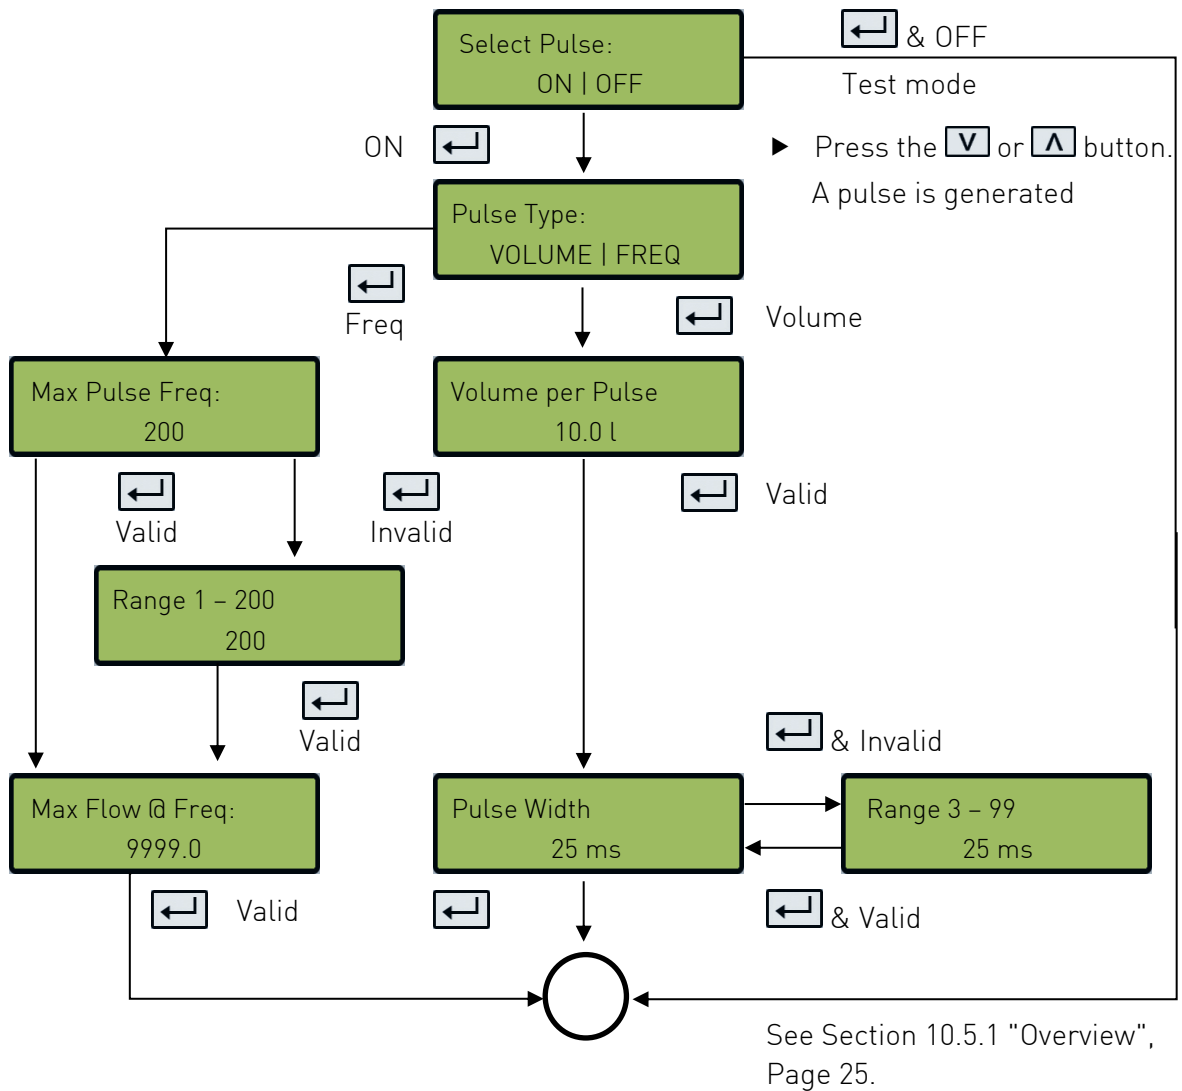 Select Pulse:
ON | OFF
& OFF
Test mode
ON
► Press the V or Λ button.
A pulse is generated
Pulse Type:
VOLUME | FREQ
Freq
Volume
Max Pulse Freq:
200
Volume per Pulse
10.0 l
Valid
Invalid
Valid
Range 1 – 200
200
Valid
& Invalid
Max Flow @ Freq:
9999.0
Pulse Width
25 ms
Range 3 – 99
25 ms
Valid
& Valid
See Section 10.5.1 "Overview",
Page 25.